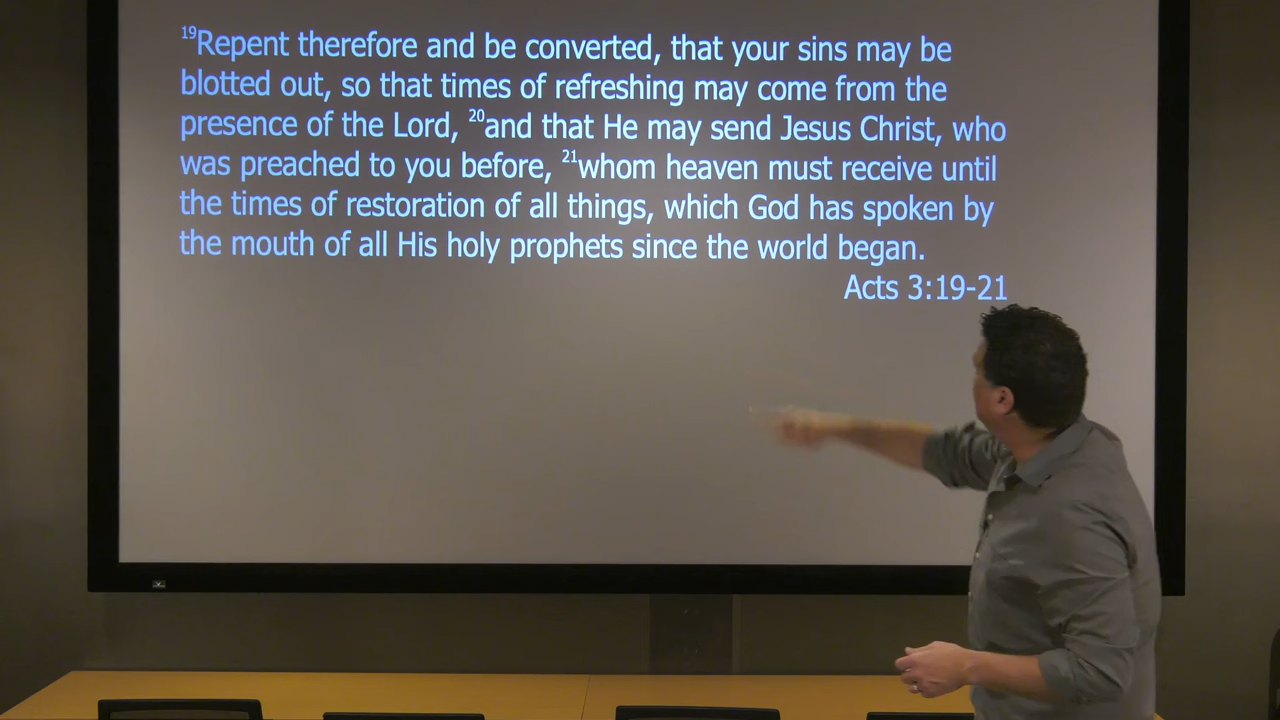 19Repent therefore and be converted, that your sins may be
blotted out, so that times of refreshing may come from the
presence of the Lord, 20and that He may send Jesus Christ, who
was preached to you before, 21whom heaven must receive until
the times of restoration of all things, which God has spoken by
the mouth of all His holy prophets since the world began.
Acts 3:19-21